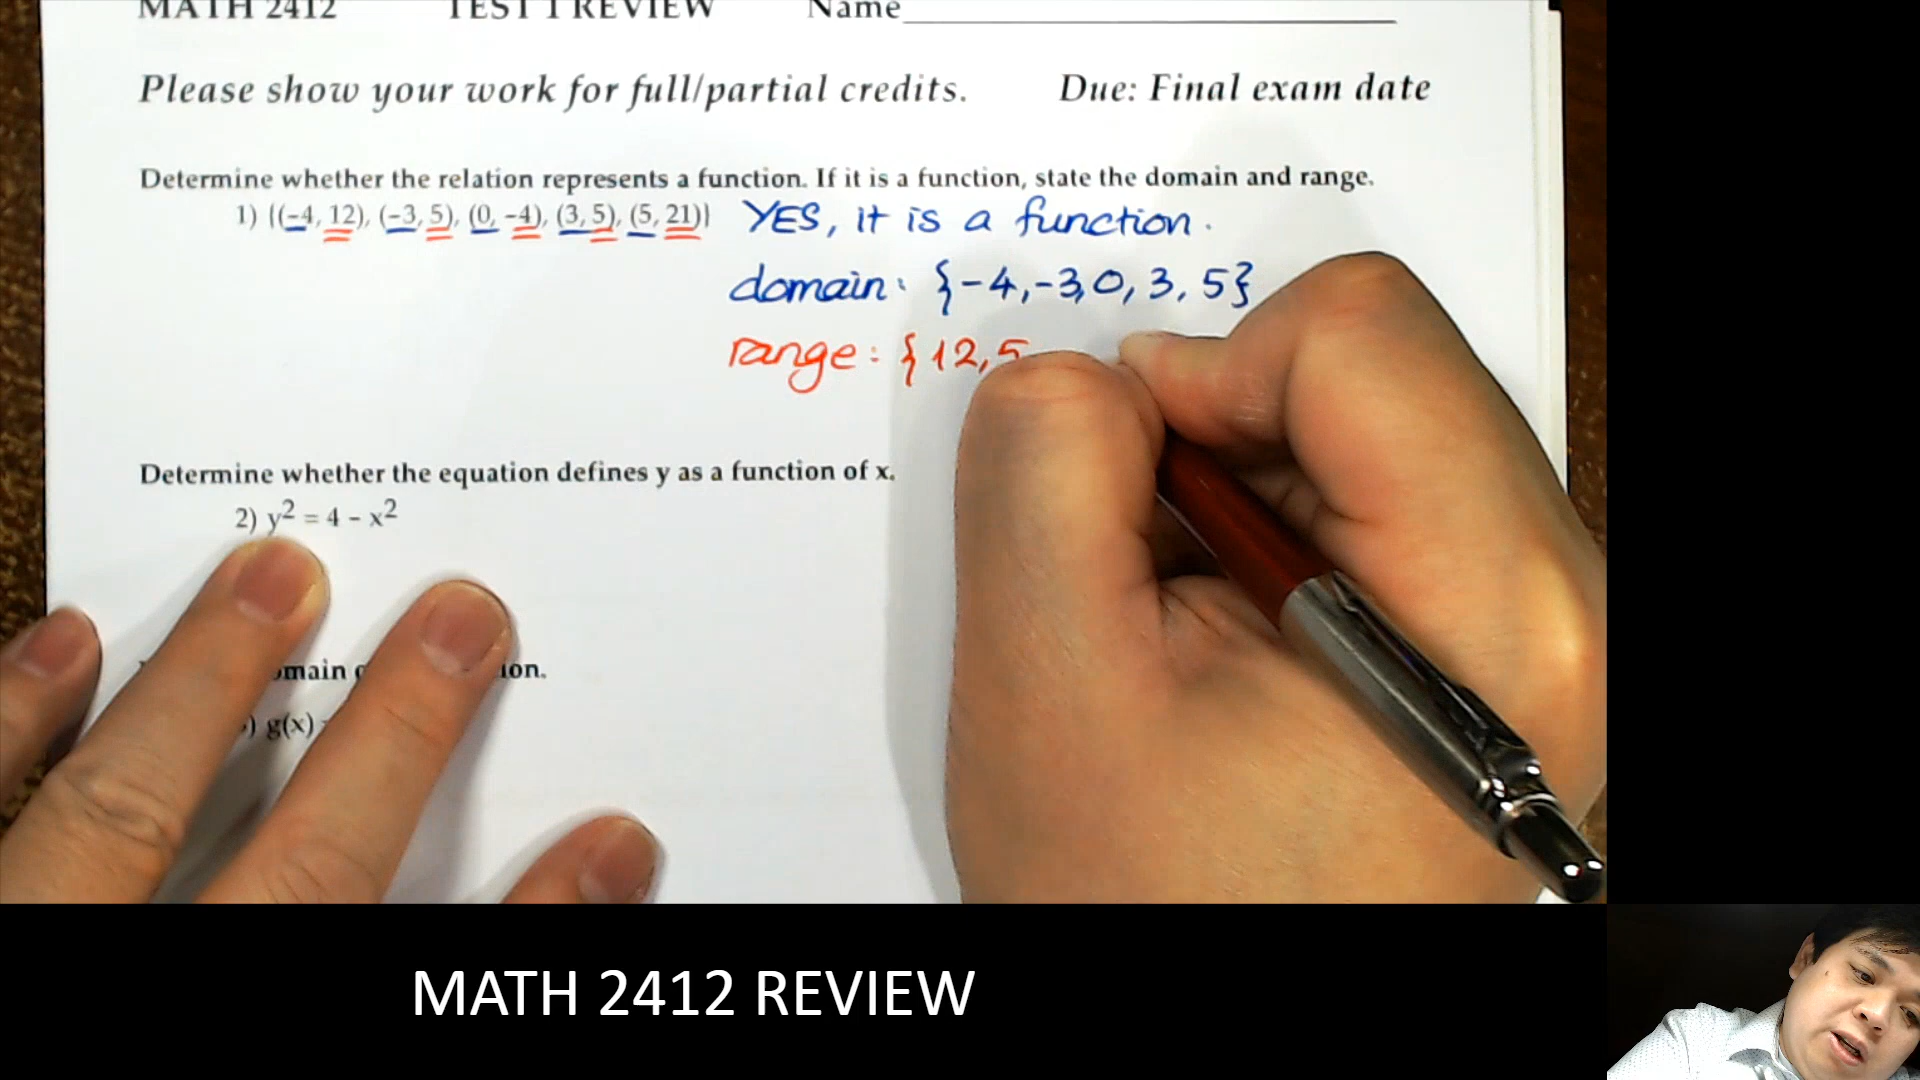 MATH 2412 TEST 1 REVIEW Name
Please show your work for full/partial credits. Due: Final exam date
Determine whether the relation represents a function. If it is a function, state the domain and range.
1) {(-4, 12), (-3, 5), (0, -4), (3, 5), (5, 21)} YES, it is a function.
domain: {-4,-3,0, 3, 5}
range: {12,5
Determine whether the equation defines y as a function of x.
2) y² = 4 - x²
g(x)
MATH 2412 REVIEW